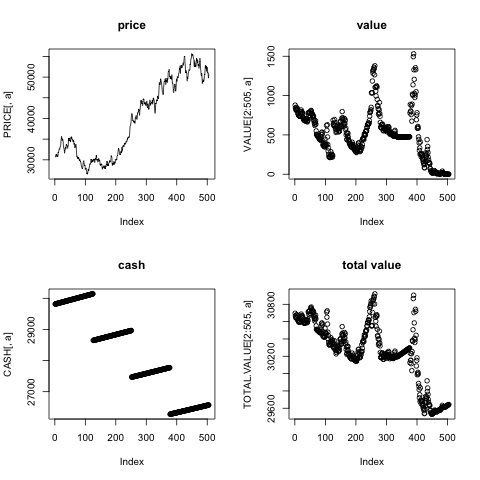 price
PRICE[, a]
30000 40000 50000
0 100 200 300 400 500
Index
value
VALUE[2:505, a]
0 500 1000 1500
0 100 200 300 400 500
Index
cash
CASH[, a]
27000 29000
0 100 200 300 400 500
Index
total value
TOTAL.VALUE[2:505, a]
29600 30200 30800
0 100 200 300 400 500
Index